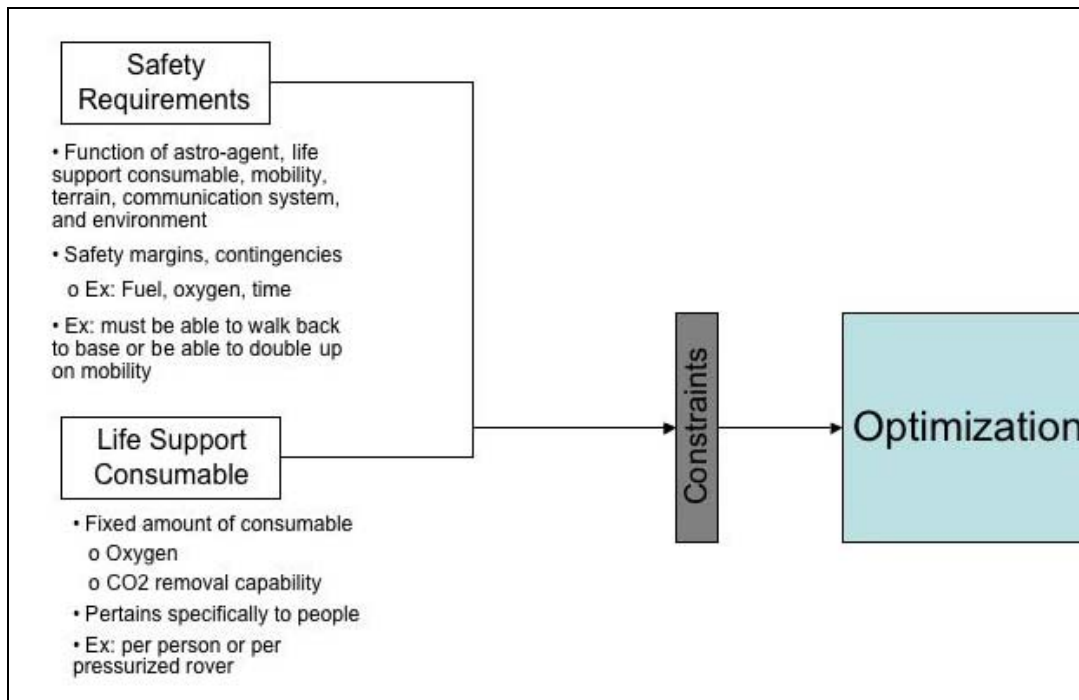 Safety
Requirements
• Function of astro-agent, life
support consumable, mobility,
terrain, communication system,
and environment
• Safety margins, contingencies
o Ex: Fuel, oxygen, time
• Ex: must be able to walk back
to base or be able to double up
on mobility
Life Support
Consumable
• Fixed amount of consumable
o Oxygen
o CO2 removal capability
• Pertains specifically to people
• Ex: per person or per
pressurized rover
Constraints
Optimization